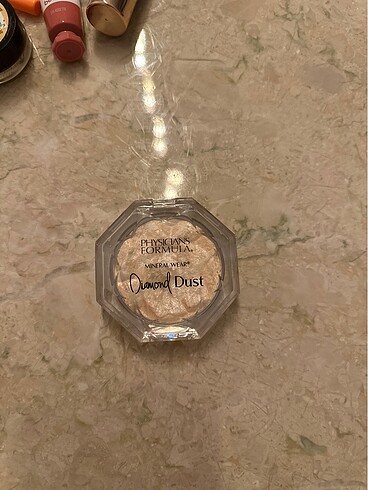 PHYSICIANS
FORMULA®
MINERAL WEAR®
Diamond Dust